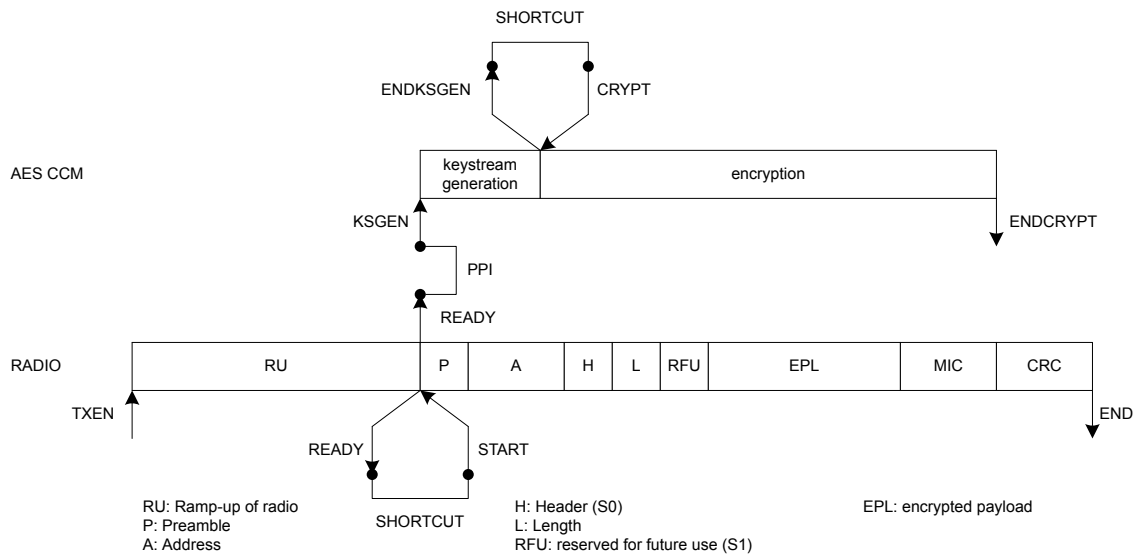 SHORTCUT
ENDKSGEN
CRYPT
AES CCM
keystream
generation
encryption
KSGEN
ENDCRYPT
PPI
READY
RADIO
RU
P
A
H
L
RFU
EPL
MIC
CRC
TXEN
END
READY
START
SHORTCUT
RU: Ramp-up of radio
P: Preamble
A: Address
H: Header (S0)
L: Length
RFU: reserved for future use (S1)
EPL: encrypted payload